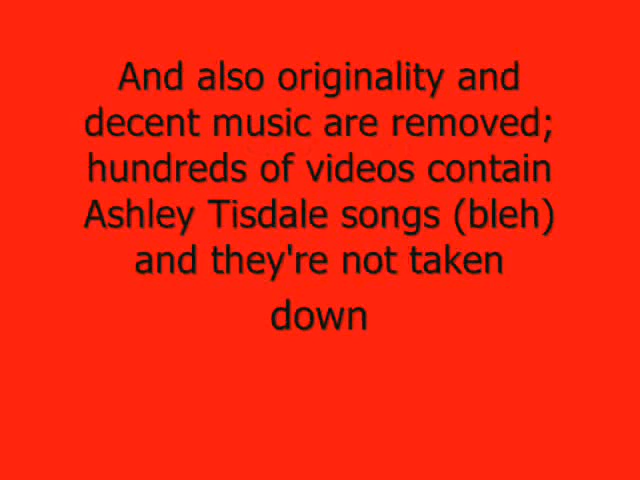 And also originality and
decent music are removed;
hundreds of videos contain
Ashley Tisdale songs (bleh)
and they're not taken
down